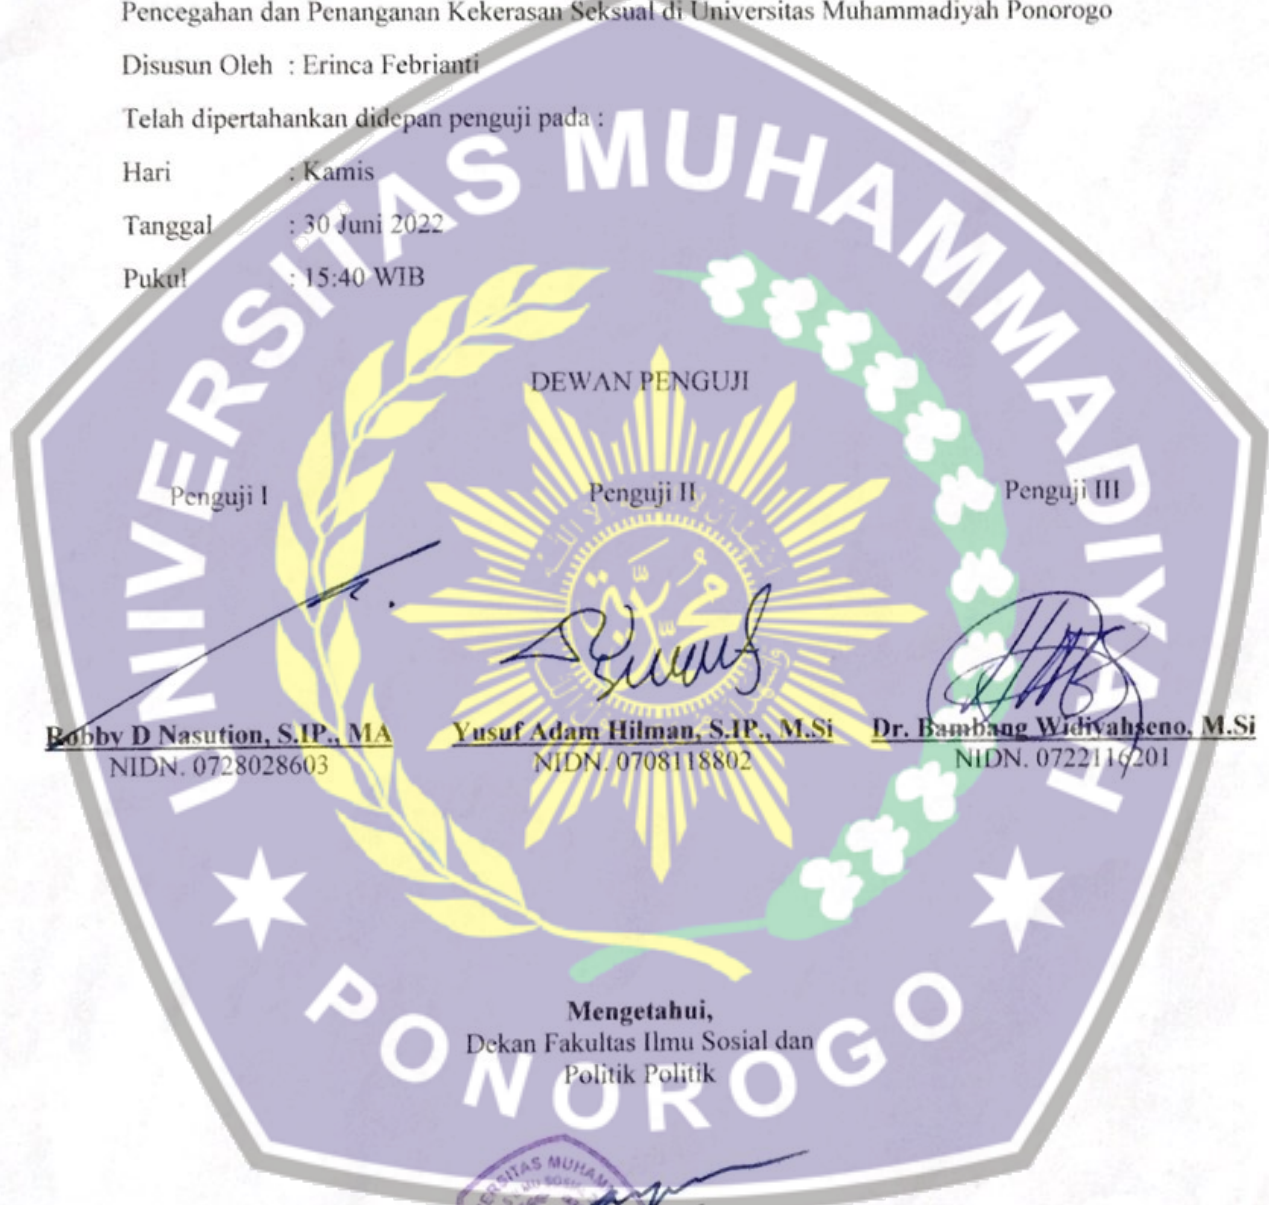 Pencegahan dan Penanganan Kekerasan Seksual di Universitas Muhammadiyah Ponorogo
Disusun Oleh : Erinca Febrianti
Telah dipertahankan didepan penguji pada :
Hari : Kamis
Tanggal : 30 Juni 2022
Pukul : 15:40 WIB
UNIVERSITAS MUHAMMADIYAH
DEWAN PENGUJI
Penguji I Penguji II Penguji III
Bobby D Nasution, S.IP., MA Yusuf Adam Hilman, S.IP., M.Si Dr. Bambang Widiyahseno, M.Si
NIDN. 0728028603 NIDN. 0708118802 NIDN. 0722116201
PONOROGO
Mengetahui,
Dekan Fakultas Ilmu Sosial dan
Politik Politik